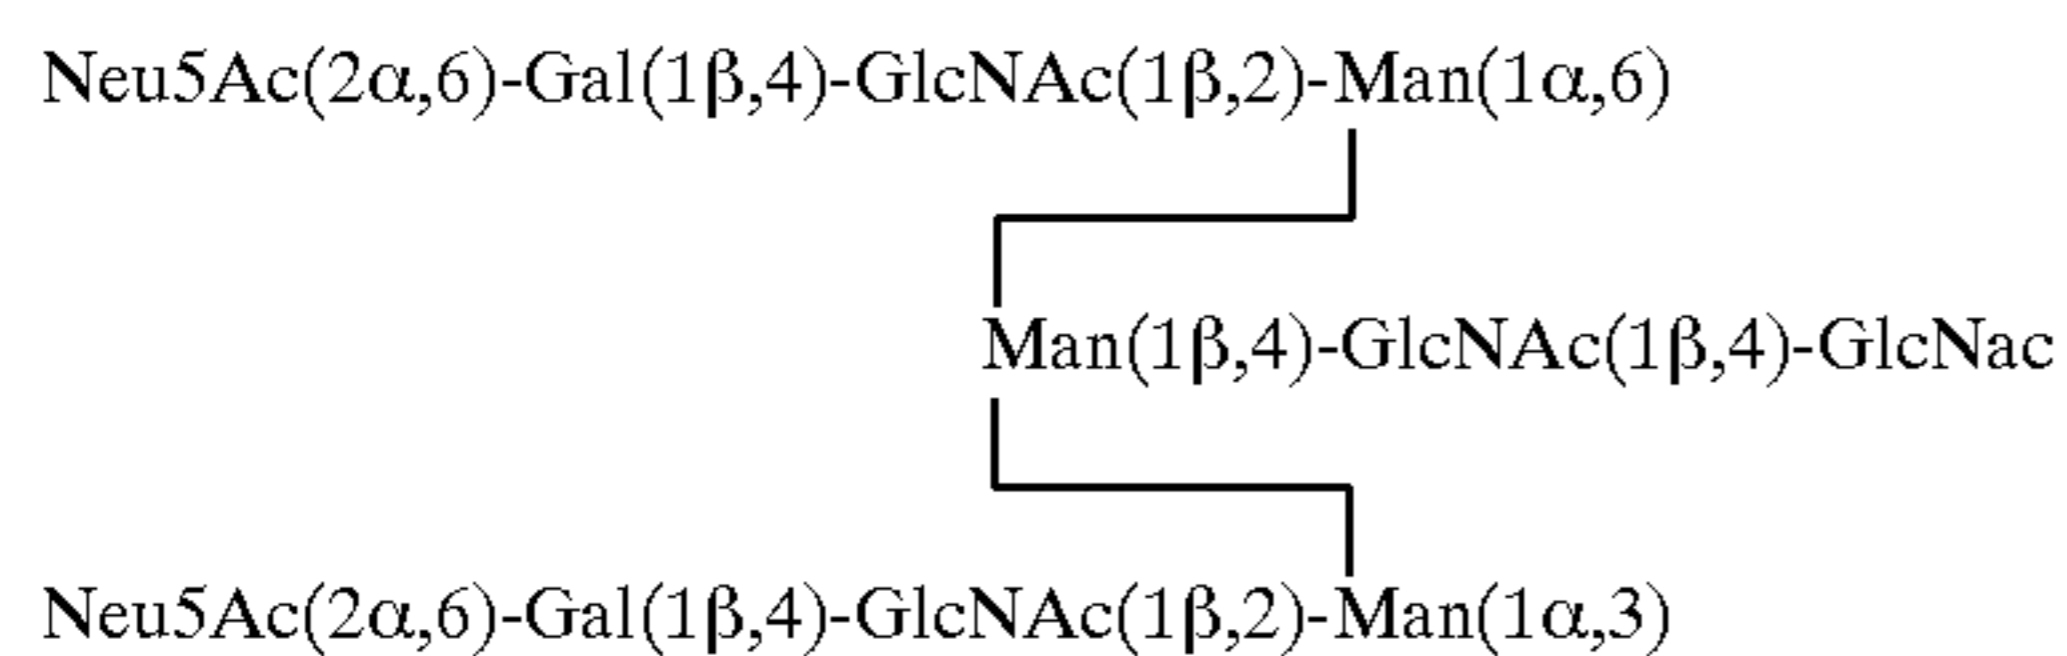 Neu5Ac(2α,6)-Gal(1β,4)-GlcNAc(1β,2)-Man(1α,6)
Man(1β,4)-GlcNAc(1β,4)-GlcNac
Neu5Ac(2α,6)-Gal(1β,4)-GlcNAc(1β,2)-Man(1α,3)